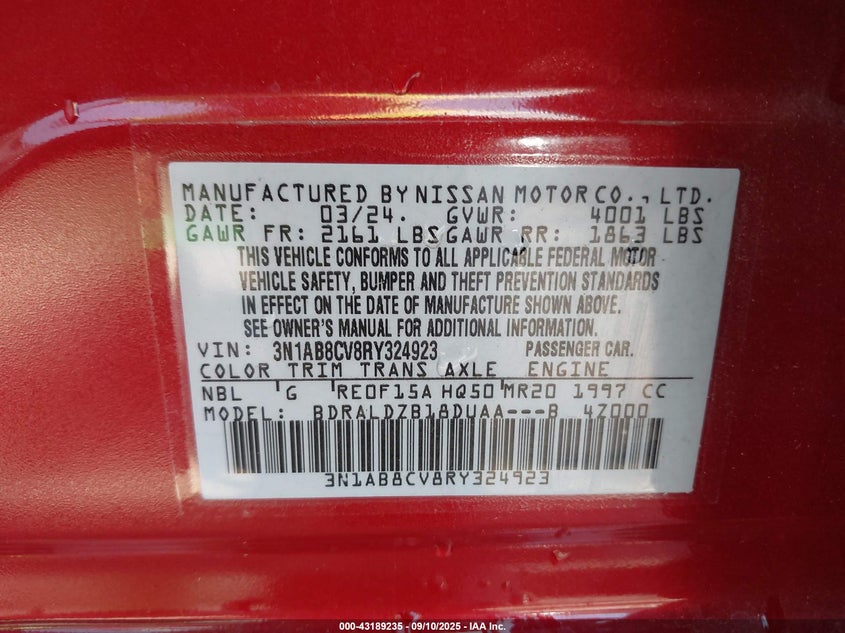 MANUFACTURED BY NISSAN MOTOR CO., LTD.
DATE: 03/24. GVWR: 4001 LBS
GAWR FR: 2161 LBS GAWR RR: 1863 LBS
THIS VEHICLE CONFORMS TO ALL APPLICABLE FEDERAL MOTOR
VEHICLE SAFETY, BUMPER AND THEFT PREVENTION STANDARDS
IN EFFECT ON THE DATE OF MANUFACTURE SHOWN ABOVE.
SEE OWNER'S MANUAL FOR ADDITIONAL INFORMATION.
VIN: 3N1AB8CV8RY324923 PASSENGER CAR.
COLOR TRIM TRANS AXLE ENGINE
NBL G RE0F15A HQ50 MR20 1997 CC
MODEL: BDRALDZB18DUAA---B 4Z000
3N1AB8CV8RY324923
000-43189235 - 09/10/2025 - IAA Inc.